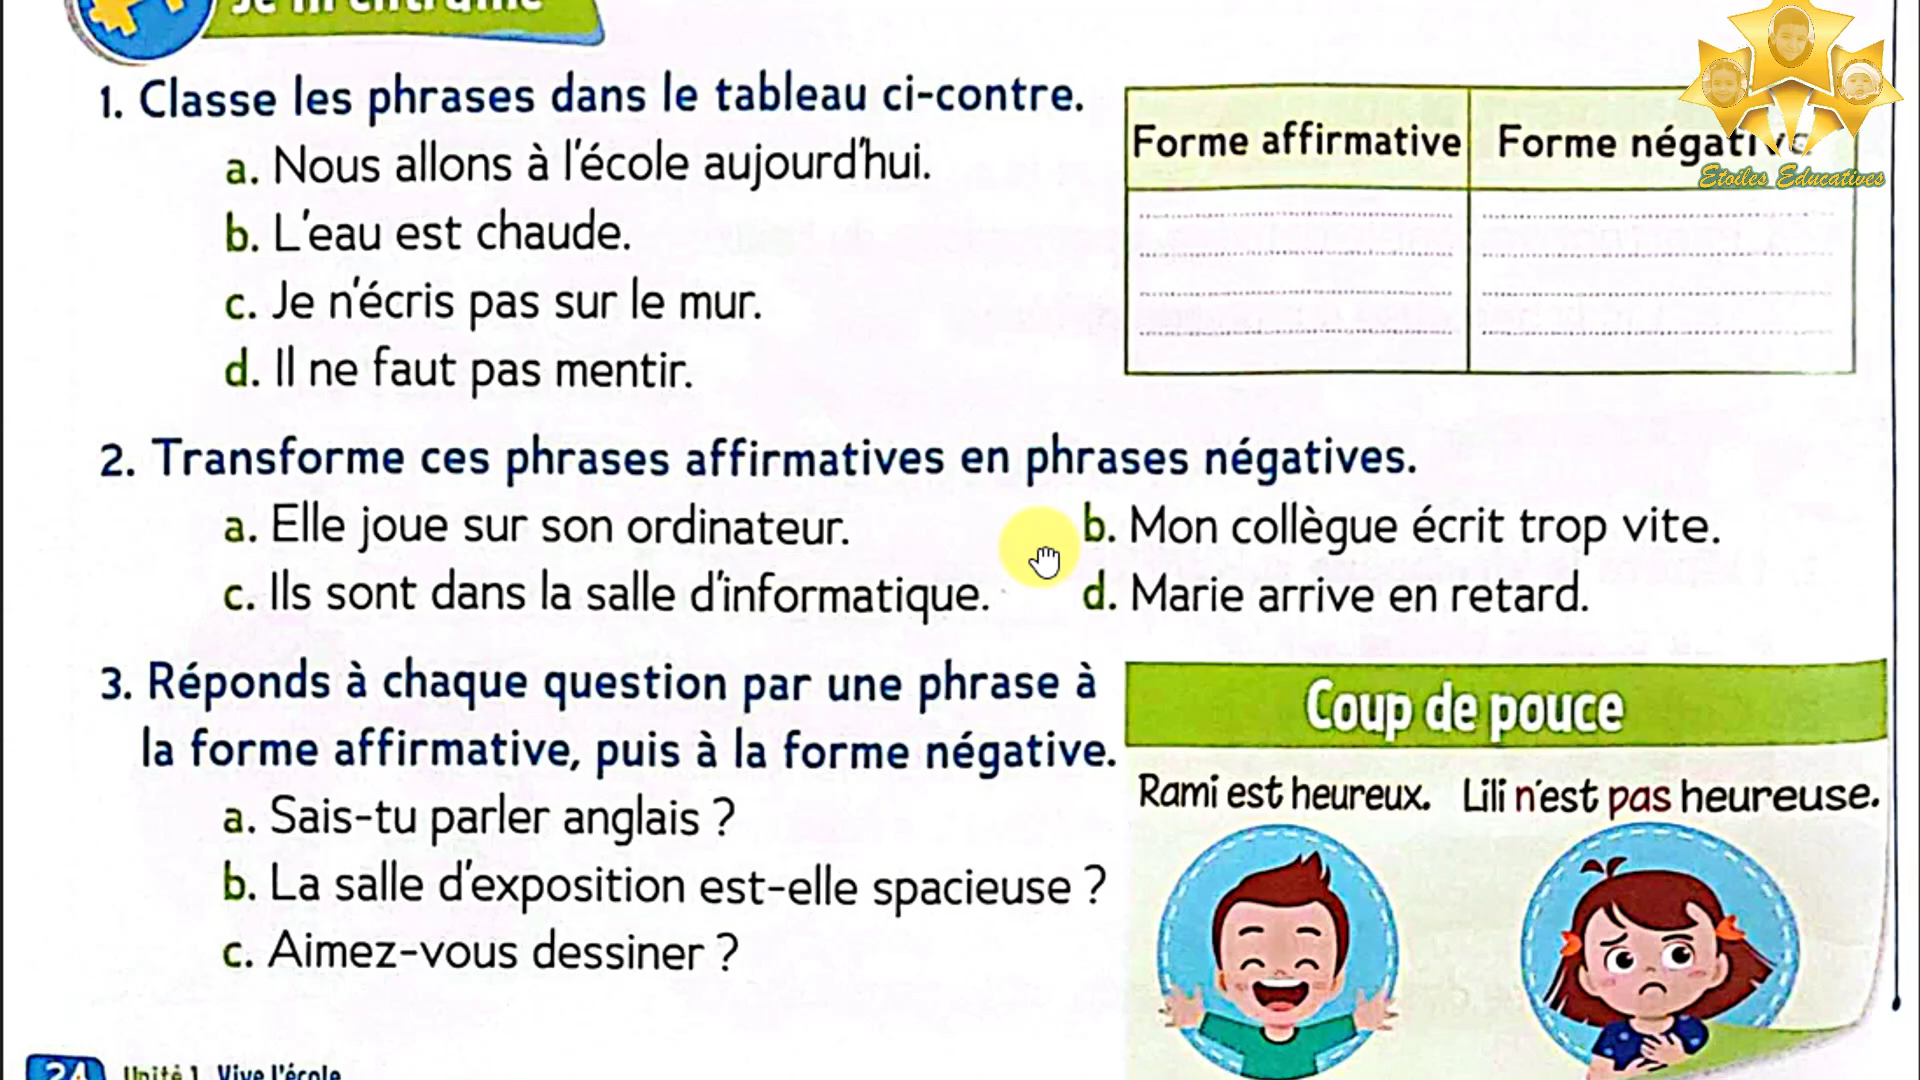 Je m'entraîne
1. Classe les phrases dans le tableau ci-contre.
a. Nous allons à l'école aujourd'hui.
b. L'eau est chaude.
c. Je n'écris pas sur le mur.
d. Il ne faut pas mentir.
Forme affirmative Forme négative
Etoiles Educatives
2. Transforme ces phrases affirmatives en phrases négatives.
a. Elle joue sur son ordinateur. b. Mon collègue écrit trop vite.
c. Ils sont dans la salle d'informatique. d. Marie arrive en retard.
3. Réponds à chaque question par une phrase à
la forme affirmative, puis à la forme négative.
a. Sais-tu parler anglais ?
b. La salle d'exposition est-elle spacieuse ?
c. Aimez-vous dessiner ?
Coup de pouce
Rami est heureux. Lili n'est pas heureuse.
24 Unité 1 Vive l'école